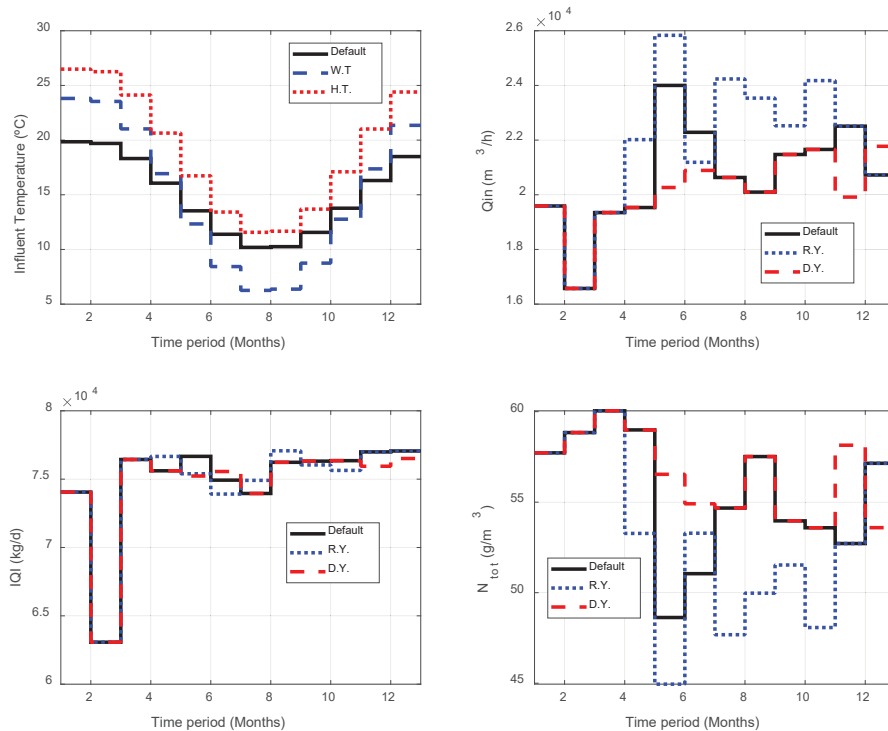 30
25
20
15
10
5
Influent Temperature (ºC)
Default
W.T
H.T.
2 4 6 8 10 12
Time period (Months)
× 10 4
2.6
2.4
2.2
2.0
1.8
1.6
Qin (m 3 /h)
Default
R.Y.
D.Y.
2 4 6 8 10 12
Time period (Months)
× 10 4
8
7.5
7
6.5
6
IQI (kg/d)
Default
R.Y.
D.Y.
2 4 6 8 10 12
Time period (Months)
60
55
50
45
N tot (g/m 3)
Default
R.Y.
D.Y.
2 4 6 8 10 12
Time period (Months)